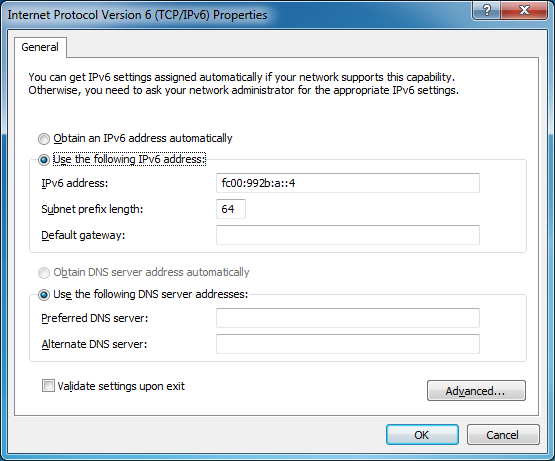 Internet Protocol Version 6 (TCP/IPv6) Properties
General
You can get IPv6 settings assigned automatically if your network supports this capability.
Otherwise, you need to ask your network administrator for the appropriate IPv6 settings.
Obtain an IPv6 address automatically
Use the following IPv6 address:
IPv6 address: fc00:992b:a::4
Subnet prefix length: 64
Default gateway:
Obtain DNS server address automatically
Use the following DNS server addresses:
Preferred DNS server:
Alternate DNS server:
Validate settings upon exit
Advanced...
OK Cancel